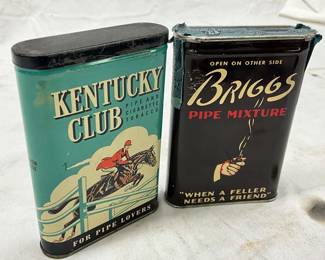 KENTUCKY
CLUB
PIPE AND
CIGARETTE
TOBACCO
FOR PIPE LOVERS
OPEN ON OTHER SIDE
BRIGGS
PIPE MIXTURE
"WHEN A FELLER
NEEDS A FRIEND"